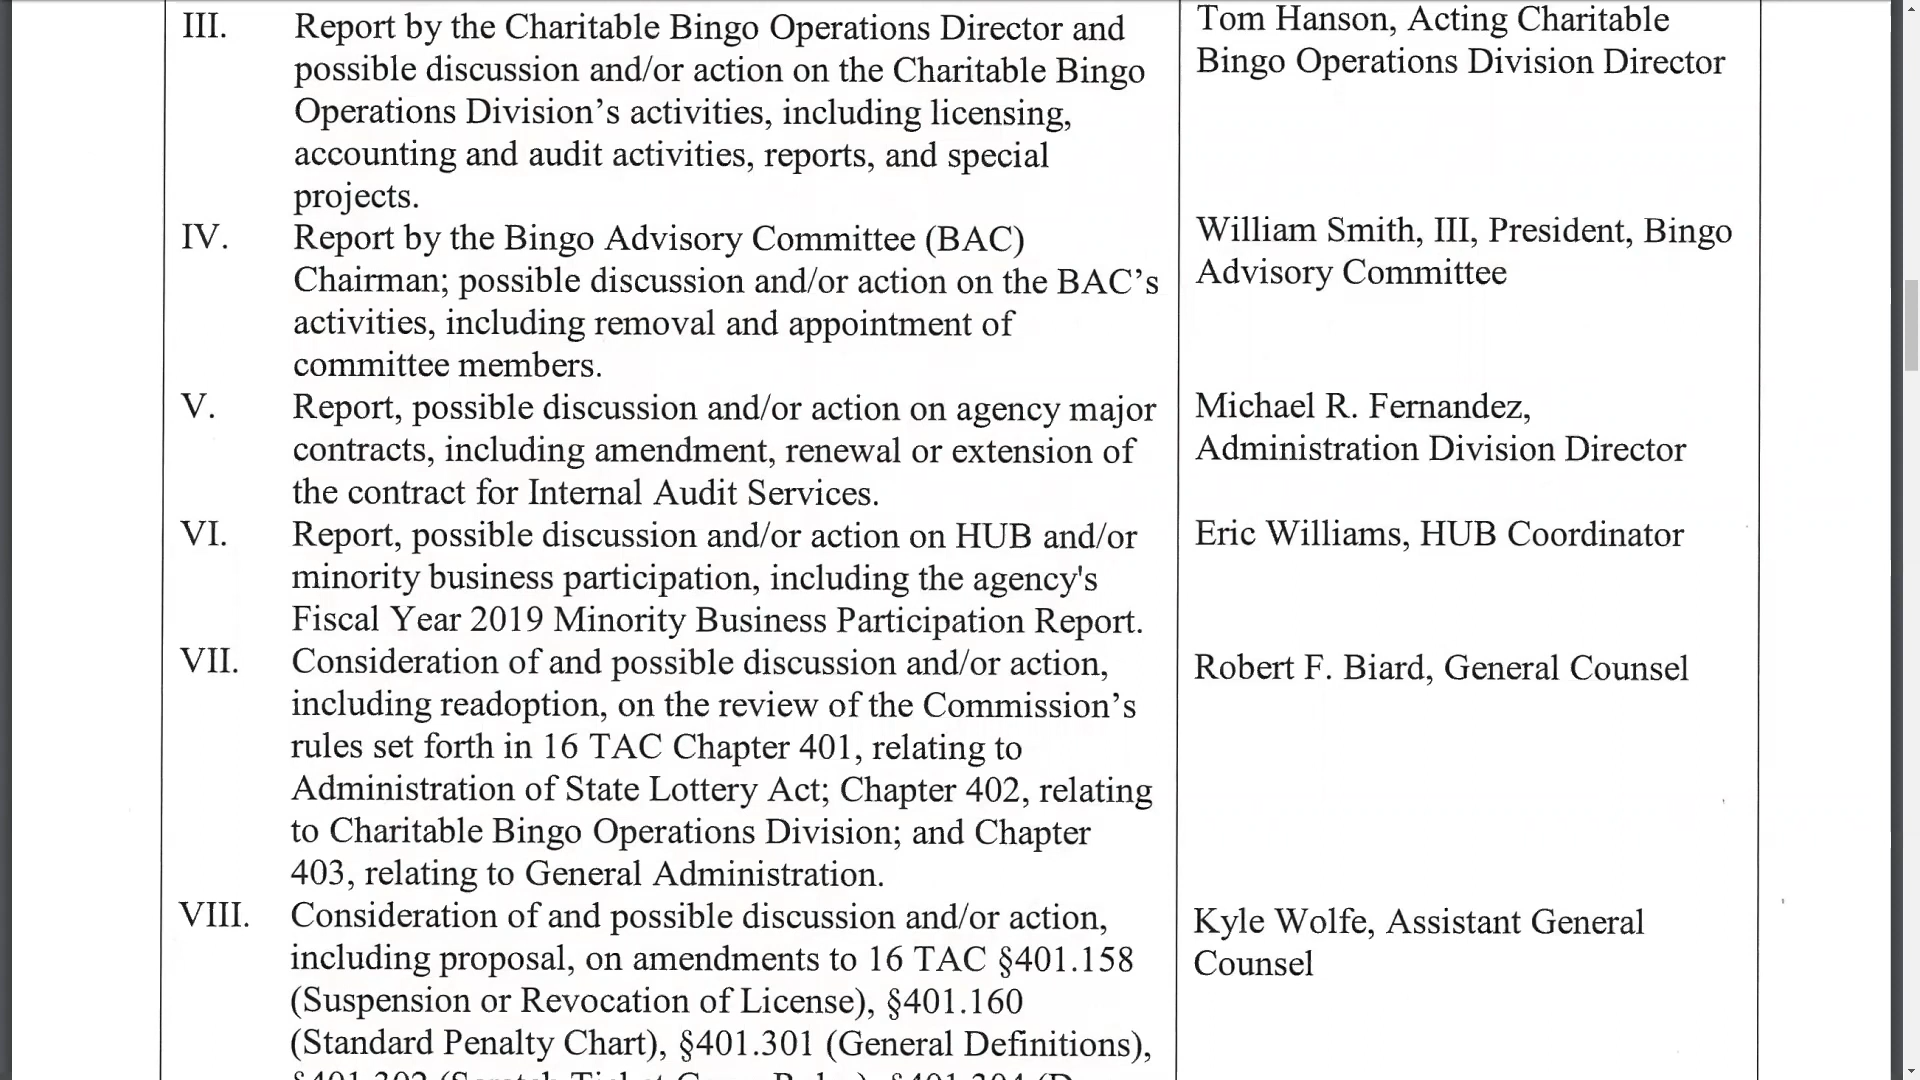 III. Report by the Charitable Bingo Operations Director and
possible discussion and/or action on the Charitable Bingo
Operations Division’s activities, including licensing,
accounting and audit activities, reports, and special
projects.
Tom Hanson, Acting Charitable
Bingo Operations Division Director
IV. Report by the Bingo Advisory Committee (BAC)
Chairman; possible discussion and/or action on the BAC’s
activities, including removal and appointment of
committee members.
William Smith, III, President, Bingo
Advisory Committee
V. Report, possible discussion and/or action on agency major
contracts, including amendment, renewal or extension of
the contract for Internal Audit Services.
Michael R. Fernandez,
Administration Division Director
VI. Report, possible discussion and/or action on HUB and/or
minority business participation, including the agency's
Fiscal Year 2019 Minority Business Participation Report.
Eric Williams, HUB Coordinator
VII. Consideration of and possible discussion and/or action,
including readoption, on the review of the Commission’s
rules set forth in 16 TAC Chapter 401, relating to
Administration of State Lottery Act; Chapter 402, relating
to Charitable Bingo Operations Division; and Chapter
403, relating to General Administration.
Robert F. Biard, General Counsel
VIII. Consideration of and possible discussion and/or action,
including proposal, on amendments to 16 TAC §401.158
(Suspension or Revocation of License), §401.160
(Standard Penalty Chart), §401.301 (General Definitions),
Kyle Wolfe, Assistant General
Counsel